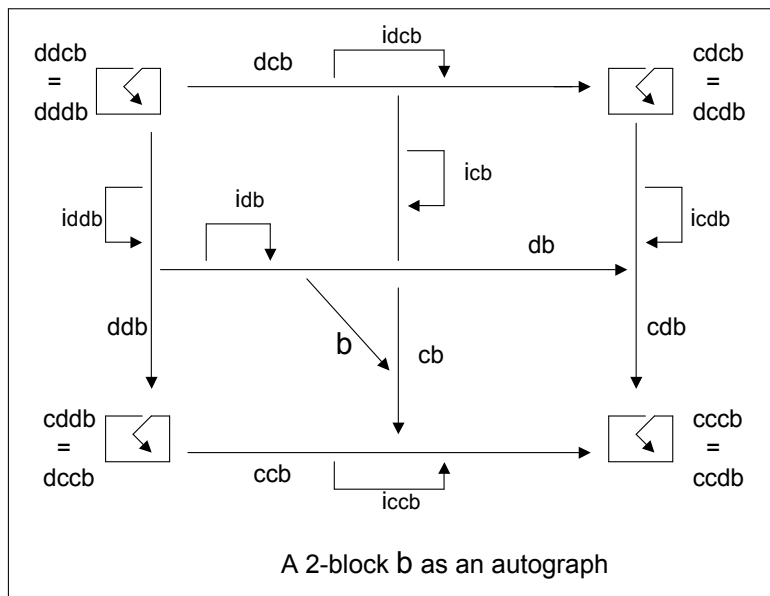 ddcb
=
dddb
dcb
idcb
cdcb
=
dcdb
iddb
idb
icb
icdb
db
ddb
b
cb
cdb
cddb
=
dccb
ccb
iccb
cccb
=
ccdb
A 2-block b as an autograph